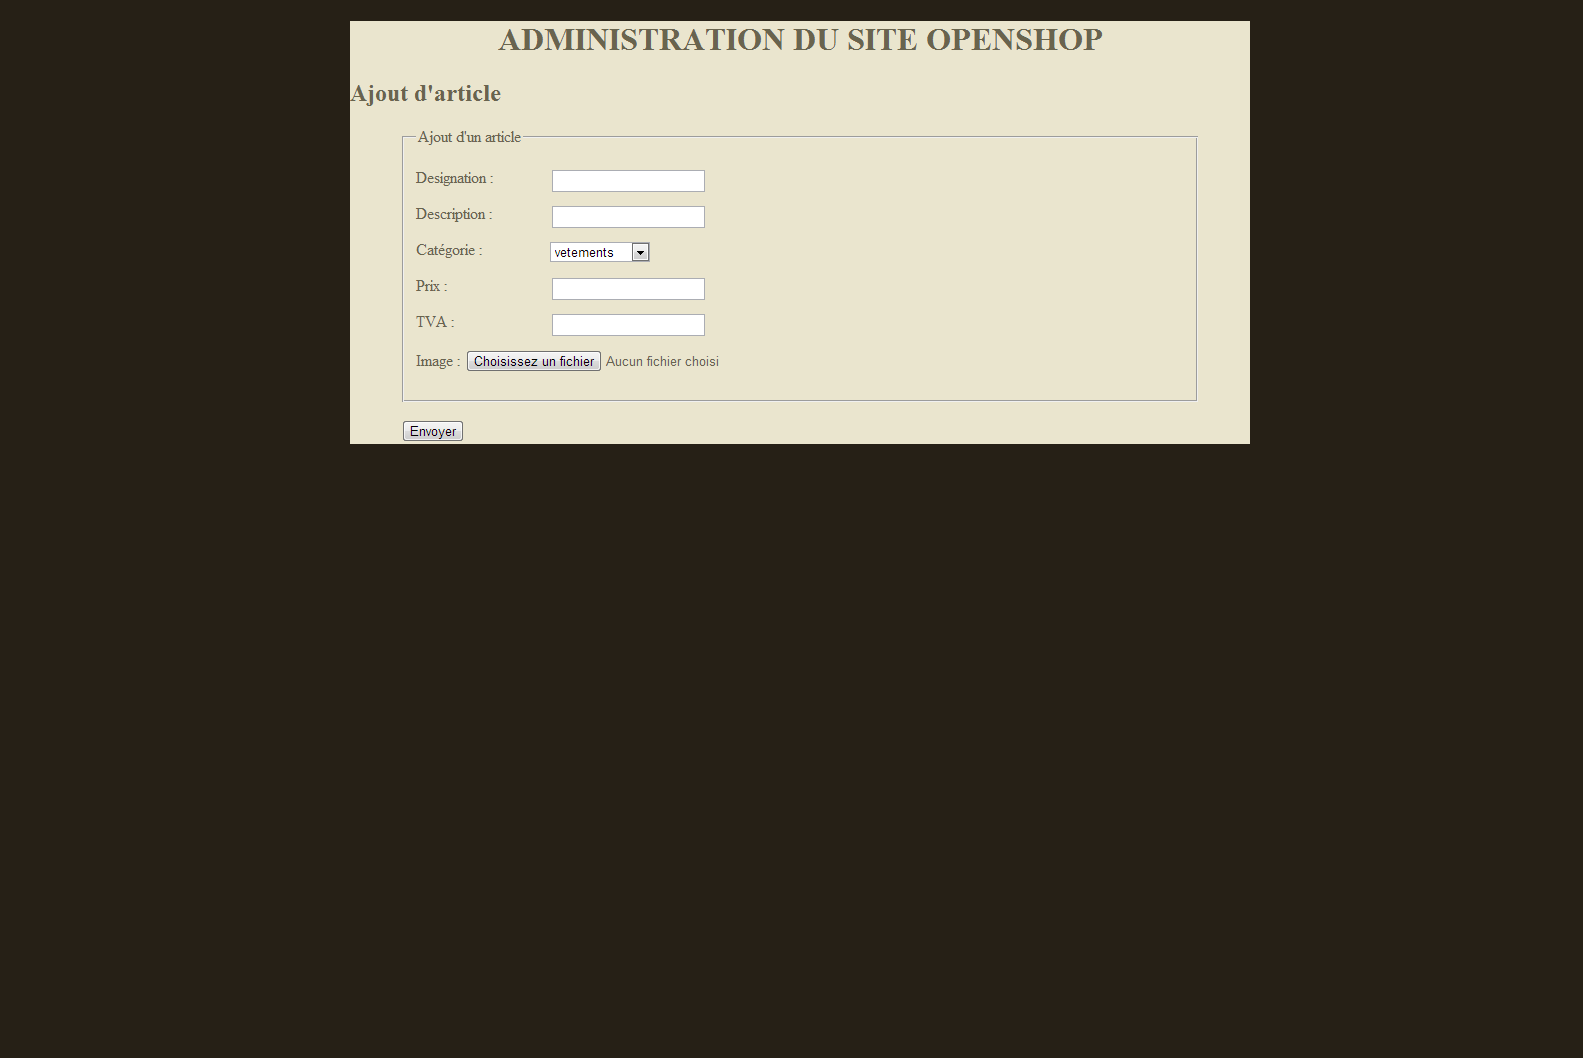 ADMINISTRATION DU SITE OPENSHOP
Ajout d'article
Ajout d'un article
Designation :
Description :
Catégorie : vetements
Prix :
TVA :
Image : Choisissez un fichier Aucun fichier choisi
Envoyer